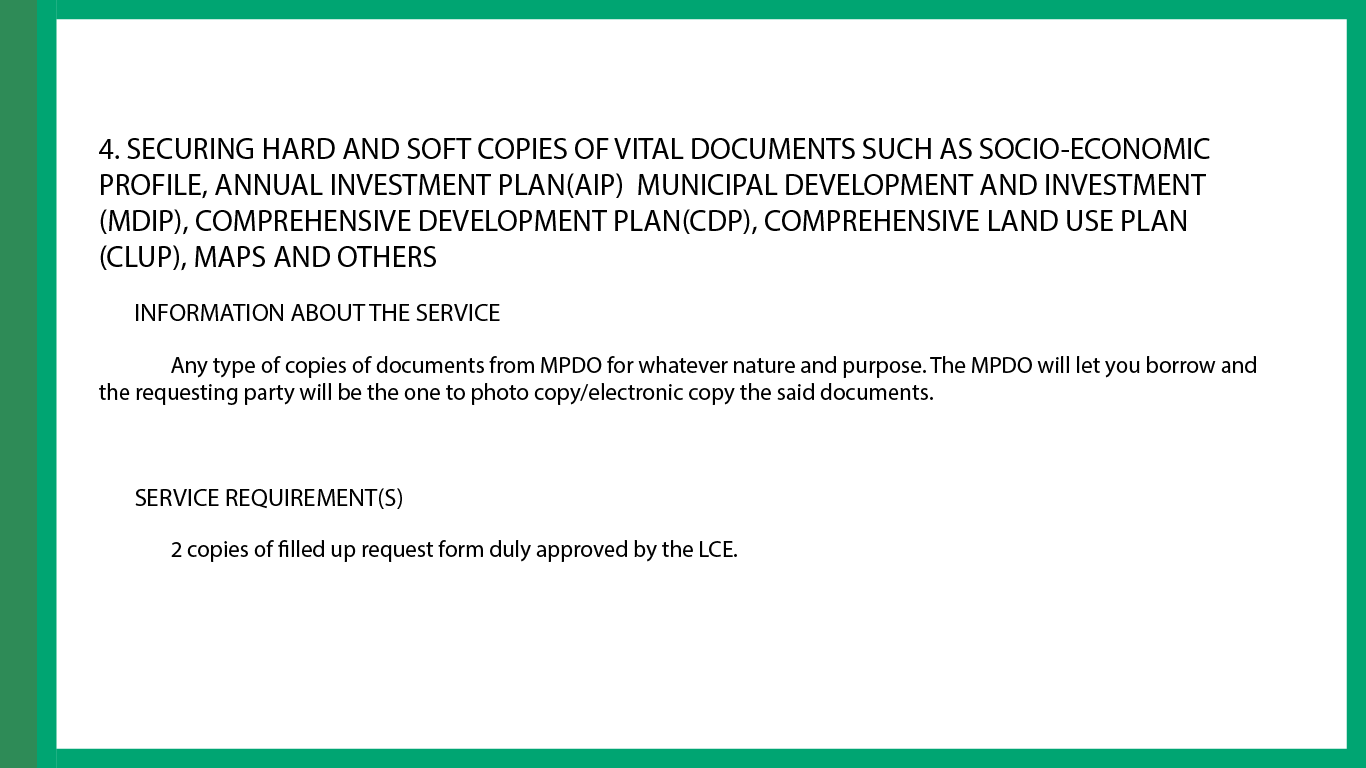 4. SECURING HARD AND SOFT COPIES OF VITAL DOCUMENTS SUCH AS SOCIO-ECONOMIC
PROFILE, ANNUAL INVESTMENT PLAN(AIP)  MUNICIPAL DEVELOPMENT AND INVESTMENT
(MDIP), COMPREHENSIVE DEVELOPMENT PLAN(CDP), COMPREHENSIVE LAND USE PLAN
(CLUP), MAPS AND OTHERS
INFORMATION ABOUT THE SERVICE
Any type of copies of documents from MPDO for whatever nature and purpose. The MPDO will let you borrow and
the requesting party will be the one to photo copy/electronic copy the said documents.
SERVICE REQUIREMENT(S)
2 copies of filled up request form duly approved by the LCE.